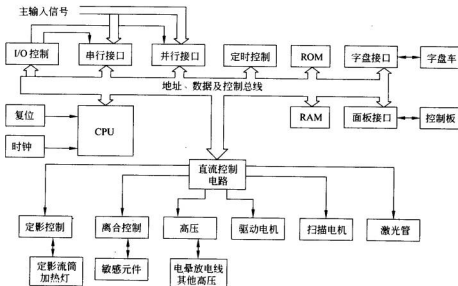 主输入信号
I/O 控制
串行接口
并行接口
定时控制
ROM
字盘接口
字盘车
地址、数据及控制总线
复位
时钟
CPU
RAM
面板接口
控制板
直流控制
电路
定影控制
离合控制
高压
驱动电机
扫描电机
激光管
定影流筒
加热灯
敏感元件
电晕放电线
其他高压